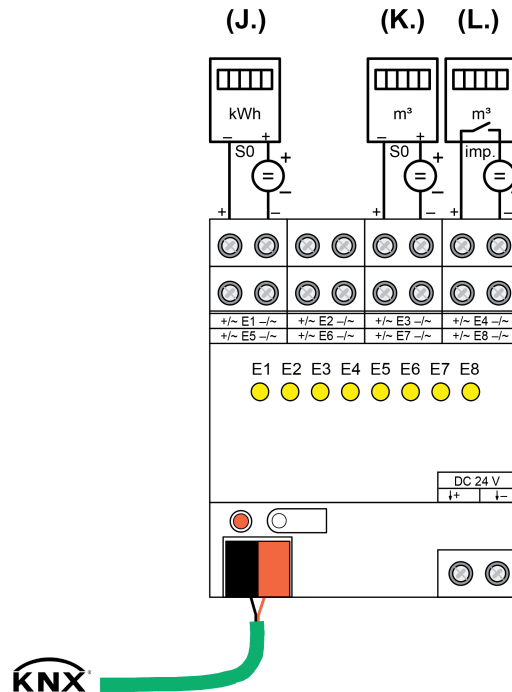 (J.) (K.) (L.)
kWh m³ m³
– + – +
S0 S0 imp.
+ + 
– – 
+ – + – + –
+/~ E1 –/~ +/~ E2 –/~ +/~ E3 –/~ +/~ E4 –/~
+/~ E5 –/~ +/~ E6 –/~ +/~ E7 –/~ +/~ E8 –/~
E1 E2 E3 E4 E5 E6 E7 E8
DC 24 V
↓+ ↓–
KNX®